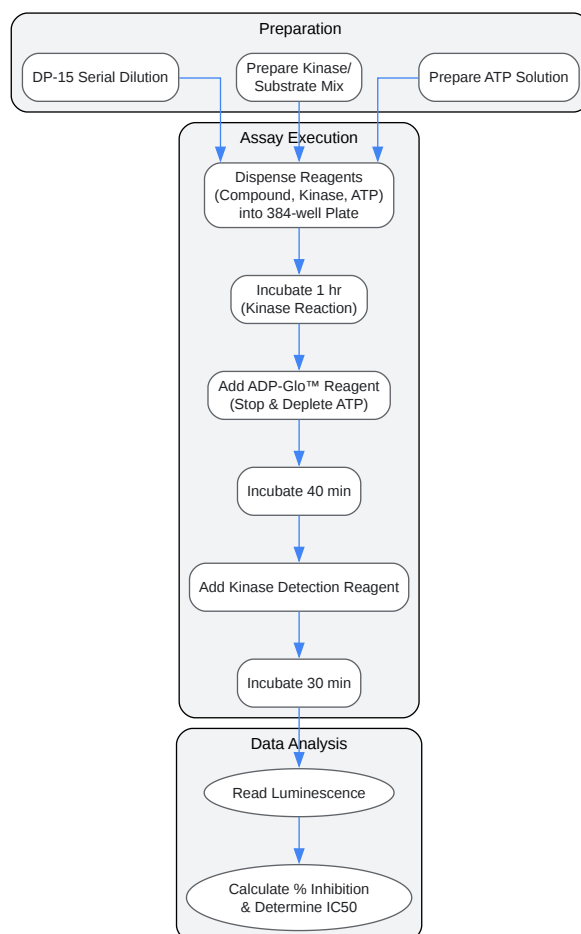 Preparation
DP-15 Serial Dilution
Prepare Kinase/
Substrate Mix
Prepare ATP Solution
Assay Execution
Dispense Reagents
(Compound, Kinase, ATP)
into 384-well Plate
Incubate 1 hr
(Kinase Reaction)
Add ADP-Glo™ Reagent
(Stop & Deplete ATP)
Incubate 40 min
Add Kinase Detection Reagent
Incubate 30 min
Data Analysis
Read Luminescence
Calculate % Inhibition
& Determine IC50